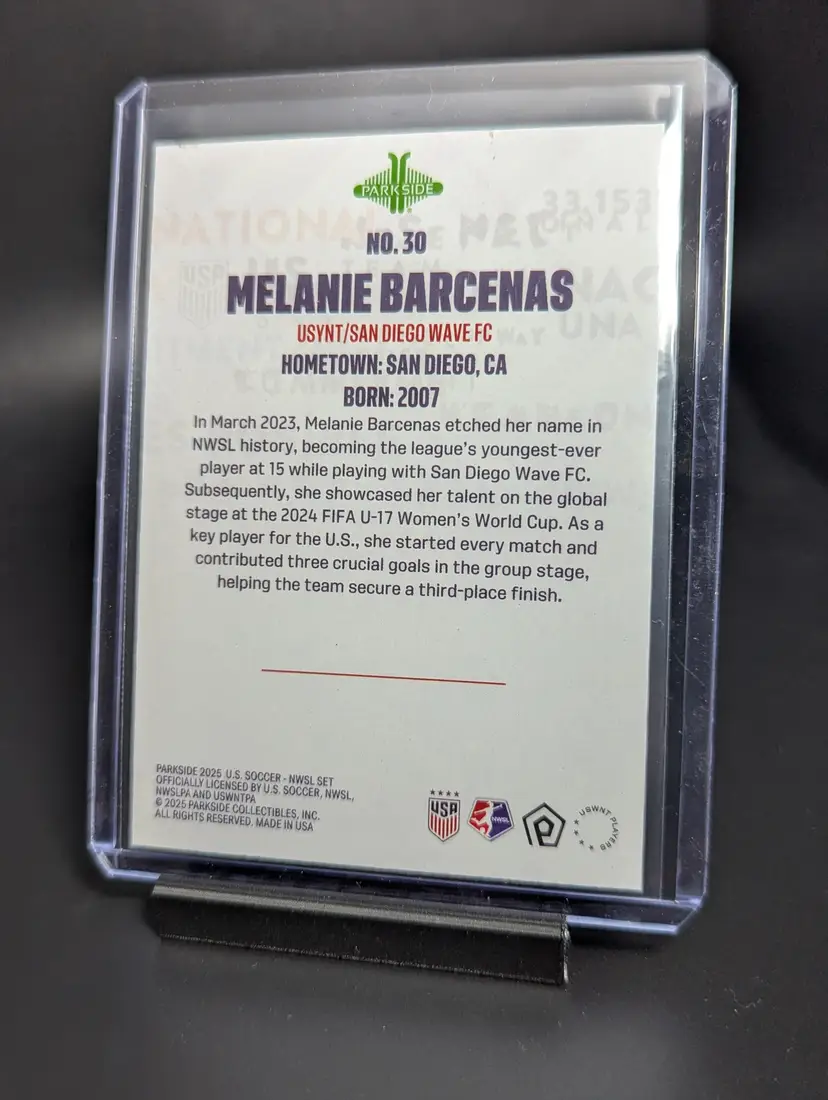 PARKSIDE
NO. 30
MELANIE BARCENAS
USYNT/SAN DIEGO WAVE FC
HOMETOWN: SAN DIEGO, CA
BORN: 2007
In March 2023, Melanie Barcenas etched her name in
NWSL history, becoming the league's youngest-ever
player at 15 while playing with San Diego Wave FC.
Subsequently, she showcased her talent on the global
stage at the 2024 FIFA U-17 Women's World Cup. As a
key player for the U.S., she started every match and
contributed three crucial goals in the group stage,
helping the team secure a third-place finish.
PARKSIDE 2025 U.S. SOCCER - NWSL SET
OFFICIALLY LICENSED BY U.S. SOCCER, NWSL,
NWSLPA AND USWNTPA
© 2025 PARKSIDE COLLECTIBLES, INC.
ALL RIGHTS RESERVED. MADE IN USA
USA
NWSL
USWNT PLAYERS